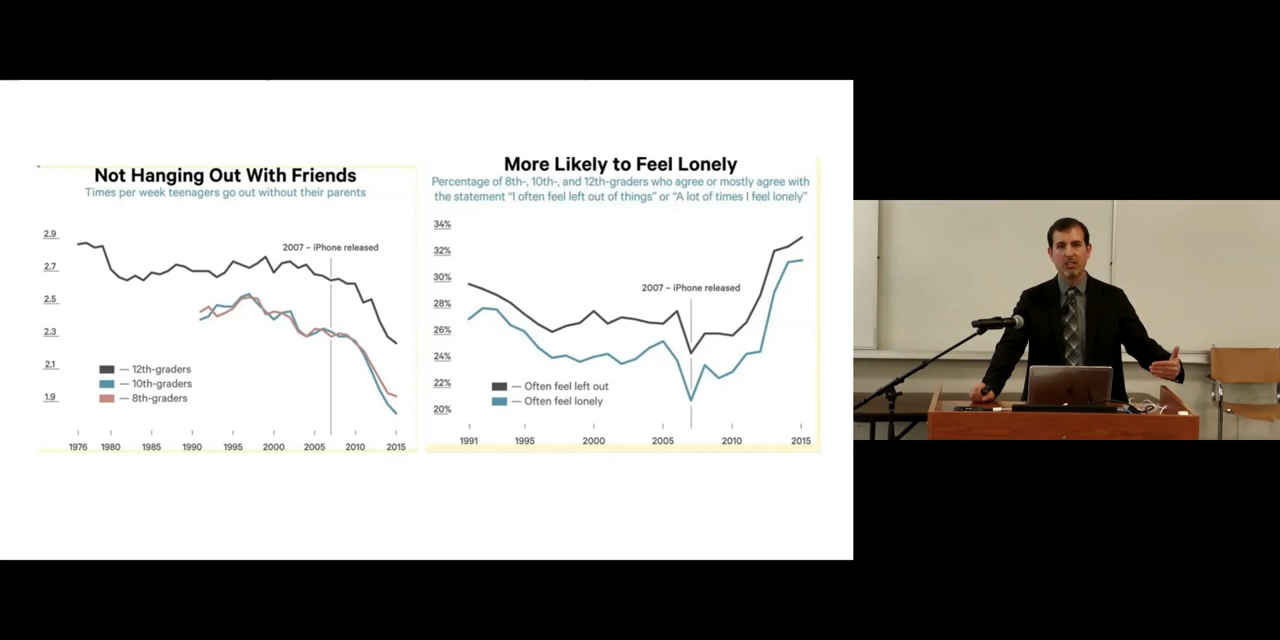 Not Hanging Out With Friends
Times per week teenagers go out without their parents
2.9
2.7
2.5
2.3
2.1
1.9
2007 – iPhone released
— 12th-graders
— 10th-graders
— 8th-graders
1976 1980 1985 1990 1995 2000 2005 2010 2015
More Likely to Feel Lonely
Percentage of 8th-, 10th-, and 12th-graders who agree or mostly agree with
the statement “I often feel left out of things” or “A lot of times I feel lonely”
34%
32%
30%
28%
26%
24%
22%
20%
2007 – iPhone released
— Often feel left out
— Often feel lonely
1991 1995 2000 2005 2010 2015